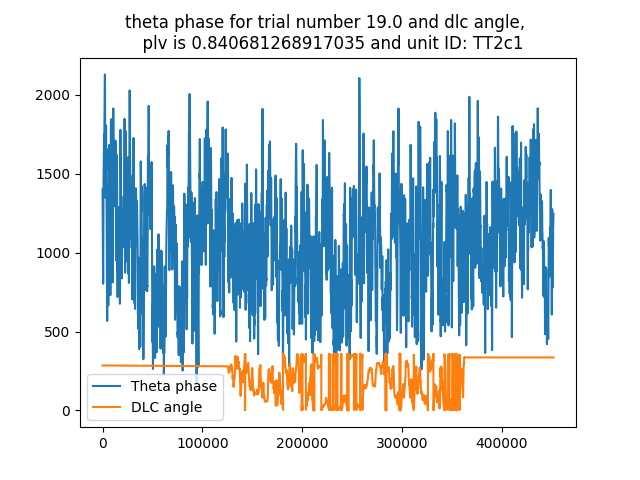 theta phase for trial number 19.0 and dlc angle,
plv is 0.840681268917035 and unit ID: TT2c1
2000
1500
1000
500
0
Theta phase
DLC angle
0 100000 200000 300000 400000